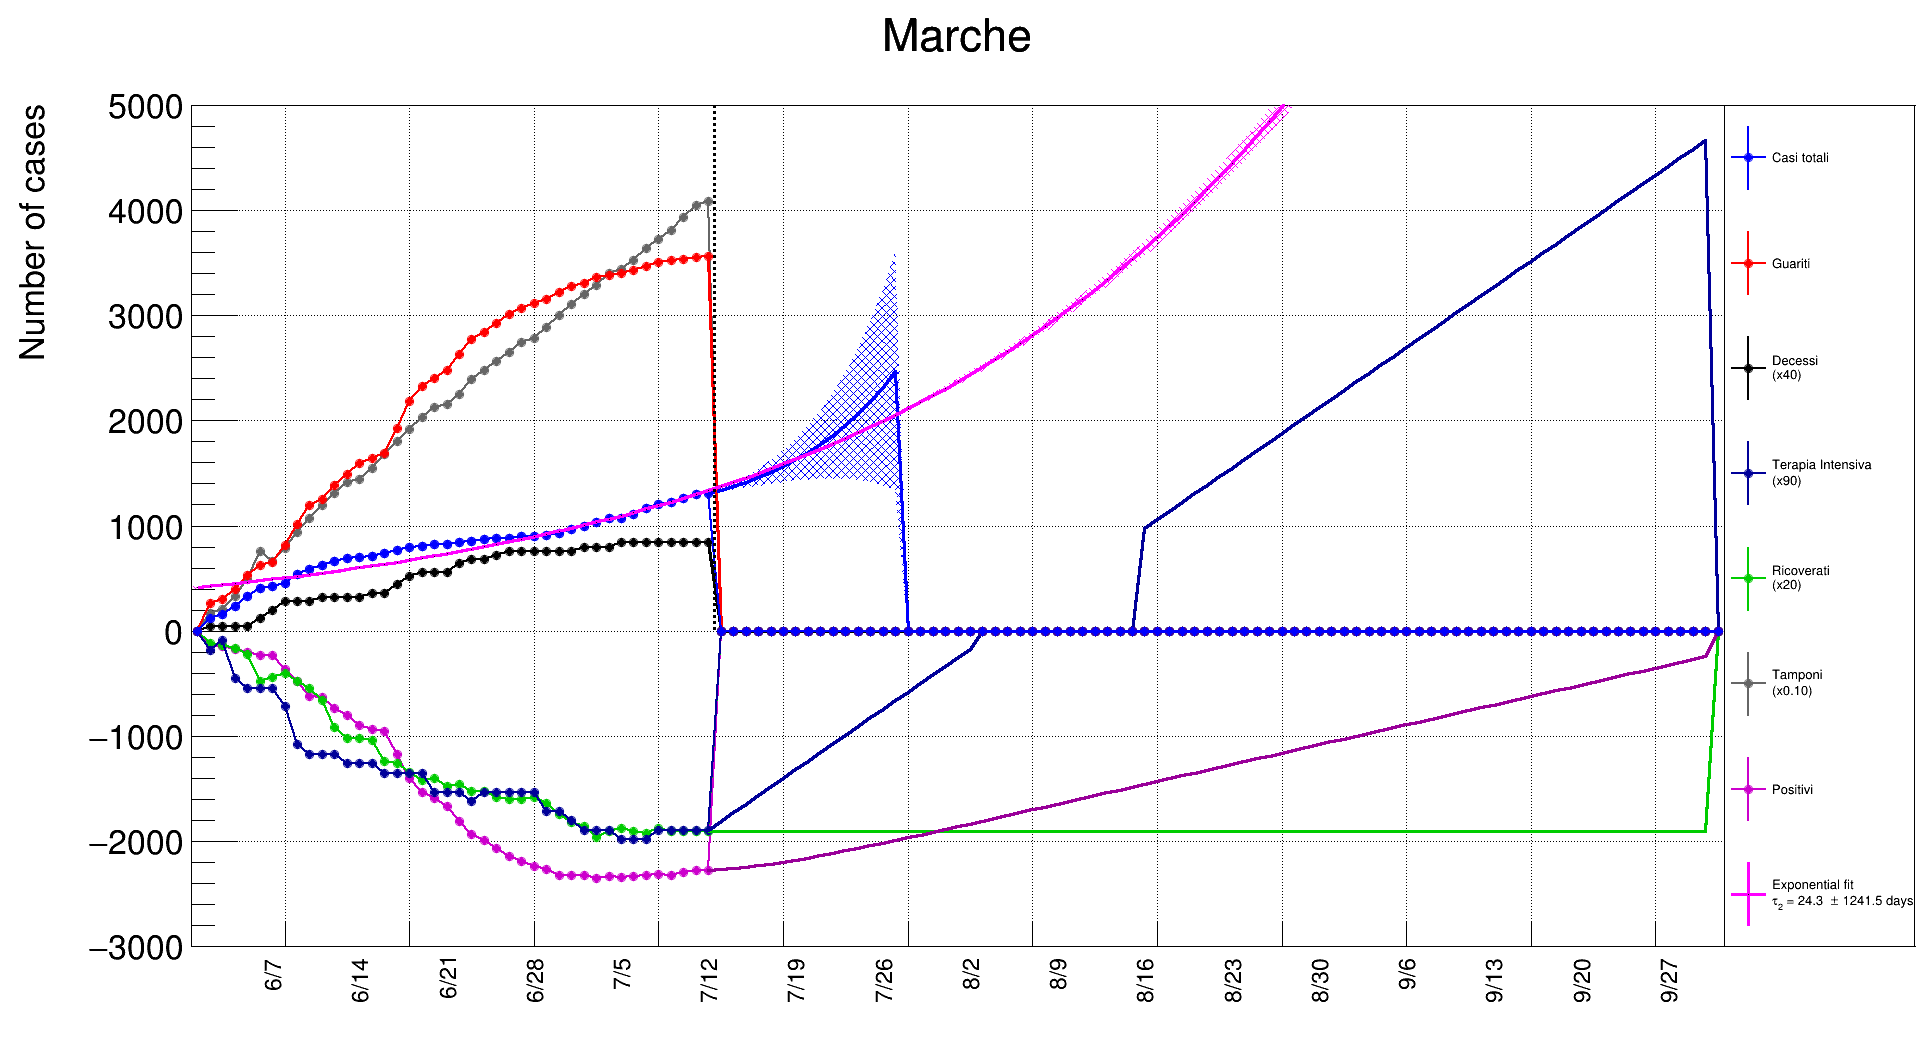 Marche
Number of cases
5000
4000
3000
2000
1000
0
−1000
−2000
−3000
6/7
6/14
6/21
6/28
7/5
7/12
7/19
7/26
8/2
8/9
8/16
8/23
8/30
9/6
9/13
9/20
9/27
Casi totali
Guariti
Decessi
(x40)
Terapia Intensiva
(x90)
Ricoverati
(x20)
Tamponi
(x0.10)
Positivi
Exponential fit
τ2 = 24.3 ± 1241.5 days